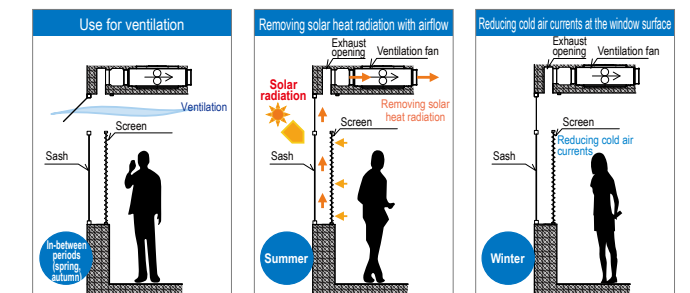 Use for ventilation
Ventilation
Screen
Sash
In-between
periods
(spring,
autumn)
Removing solar heat radiation with airflow
Exhaust
opening
Ventilation fan
Solar
radiation
Removing solar
heat radiation
Screen
Sash
Summer
Reducing cold air currents at the window surface
Exhaust
opening
Ventilation fan
Screen
Reducing cold air
currents
Sash
Winter